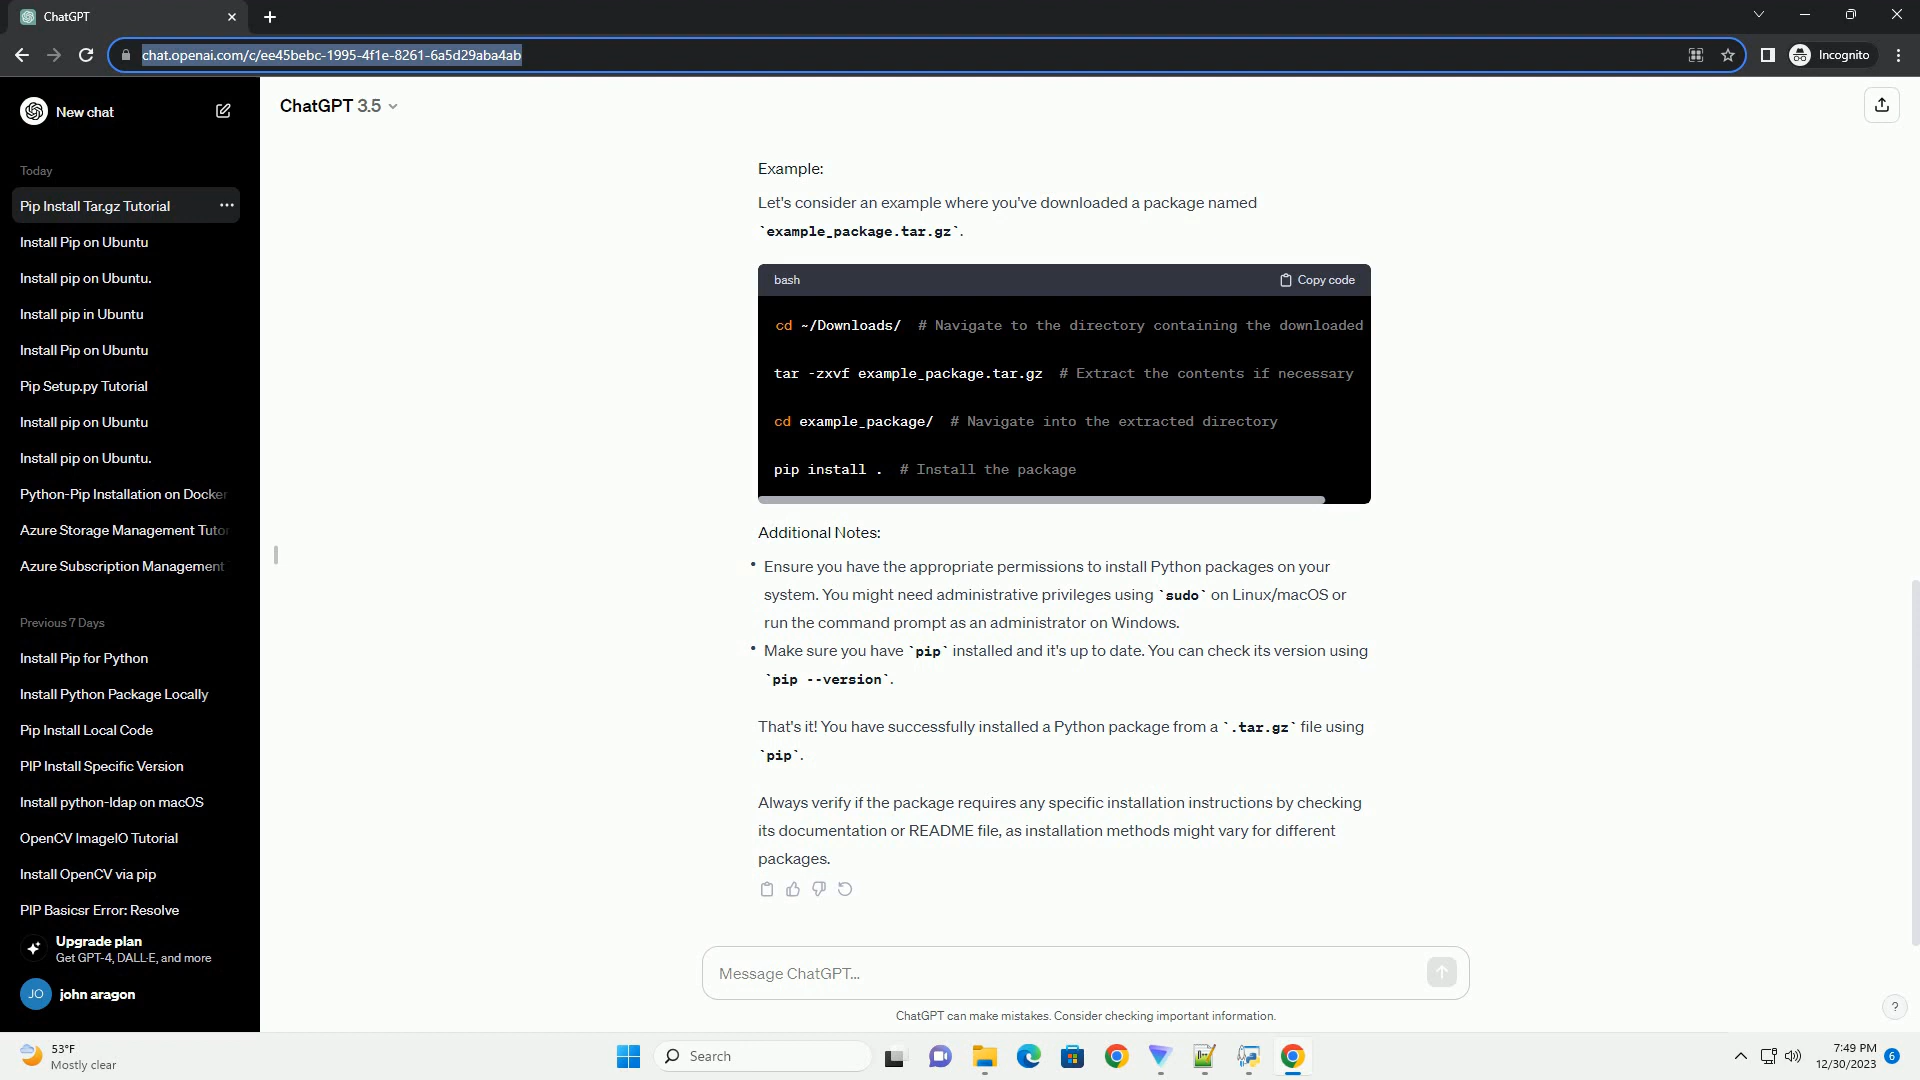 ChatGPT
chat.openai.com/c/ee45bebc-1995-4f1e-8261-6a5d29aba4ab
Incognito
New chat
Today
Pip Install Tar.gz Tutorial
Install Pip on Ubuntu
Install pip on Ubuntu.
Install pip in Ubuntu
Install Pip on Ubuntu
Pip Setup.py Tutorial
Install pip on Ubuntu
Install pip on Ubuntu.
Python-Pip Installation on Docker
Azure Storage Management Tutor
Azure Subscription Management
Previous 7 Days
Install Pip for Python
Install Python Package Locally
Pip Install Local Code
PIP Install Specific Version
Install python-ldap on macOS
OpenCV ImageIO Tutorial
Install OpenCV via pip
PIP Basicsr Error: Resolve
Upgrade plan
Get GPT-4, DALL·E, and more
JO john aragon
ChatGPT 3.5
Example:
Let's consider an example where you've downloaded a package named
`example_package.tar.gz`.
bash Copy code
cd ~/Downloads/ # Navigate to the directory containing the downloaded
tar -zxvf example_package.tar.gz # Extract the contents if necessary
cd example_package/ # Navigate into the extracted directory
pip install . # Install the package
Additional Notes:
• Ensure you have the appropriate permissions to install Python packages on your
system. You might need administrative privileges using `sudo` on Linux/macOS or
run the command prompt as an administrator on Windows.
• Make sure you have `pip` installed and it's up to date. You can check its version using
`pip --version`.
That's it! You have successfully installed a Python package from a `.tar.gz` file using
`pip`.
Always verify if the package requires any specific installation instructions by checking
its documentation or README file, as installation methods might vary for different
packages.
Message ChatGPT...
ChatGPT can make mistakes. Consider checking important information.
?
53°F
Mostly clear
Search
7:49 PM
12/30/2023
6